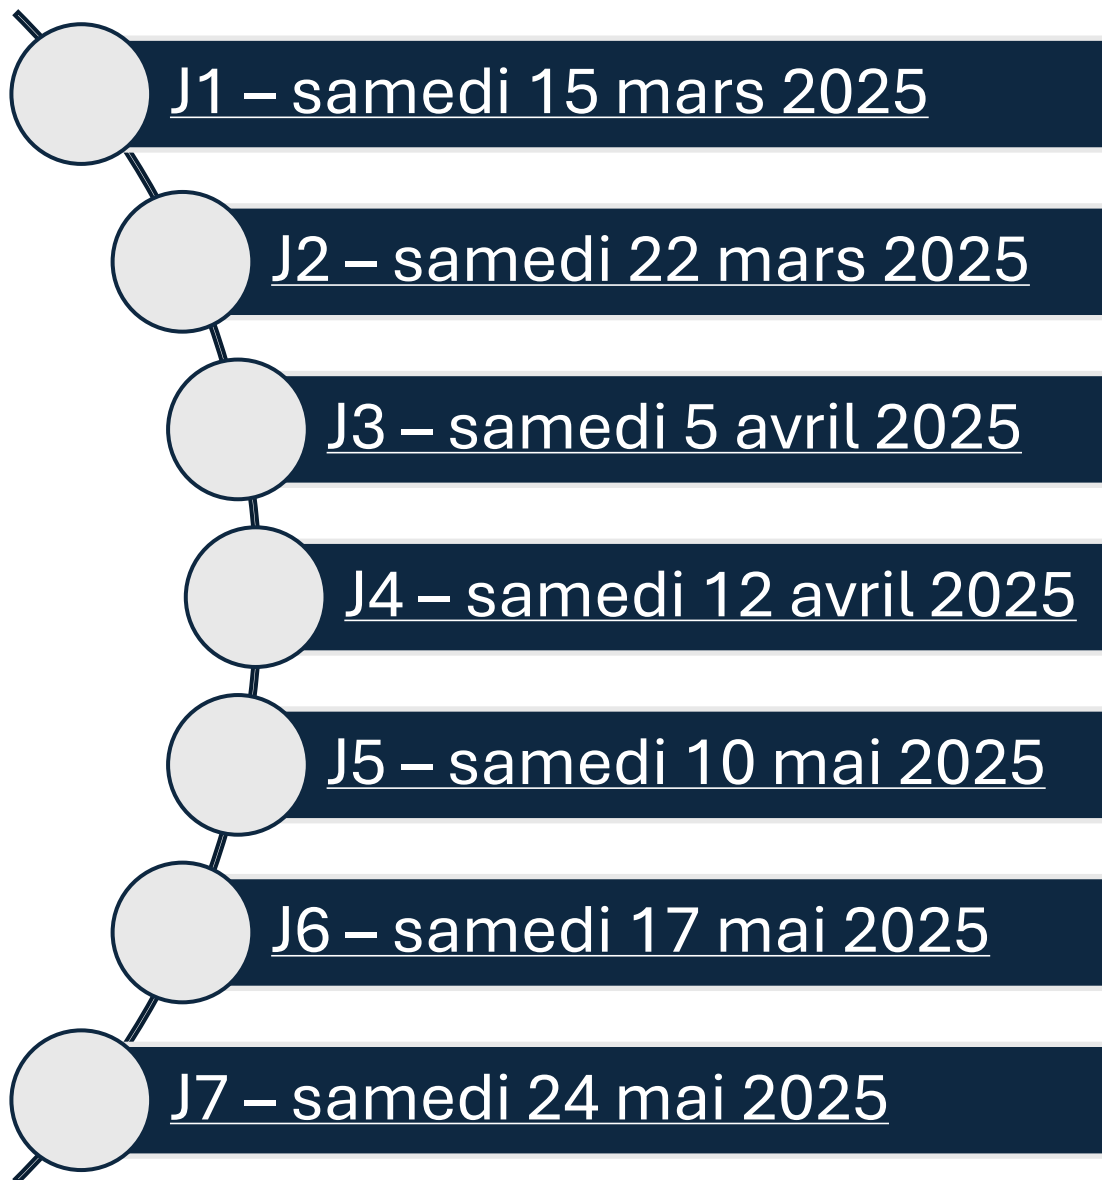 J1 – samedi 15 mars 2025
J2 – samedi 22 mars 2025
J3 – samedi 5 avril 2025
J4 – samedi 12 avril 2025
J5 – samedi 10 mai 2025
J6 – samedi 17 mai 2025
J7 – samedi 24 mai 2025